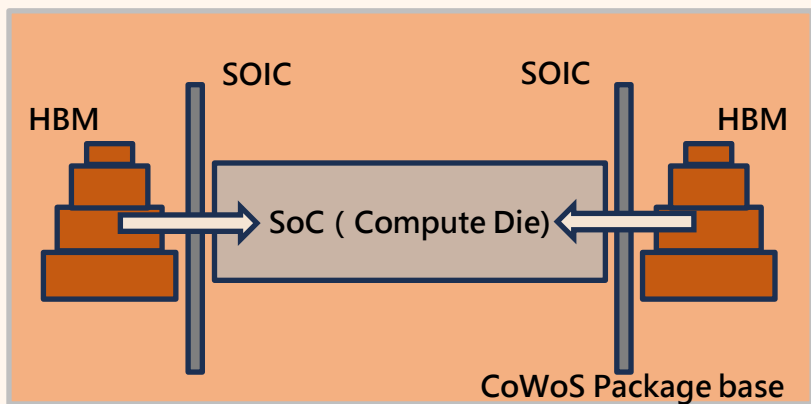 SOIC
SOIC
HBM
HBM
SoC ( Compute Die)
CoWoS Package base